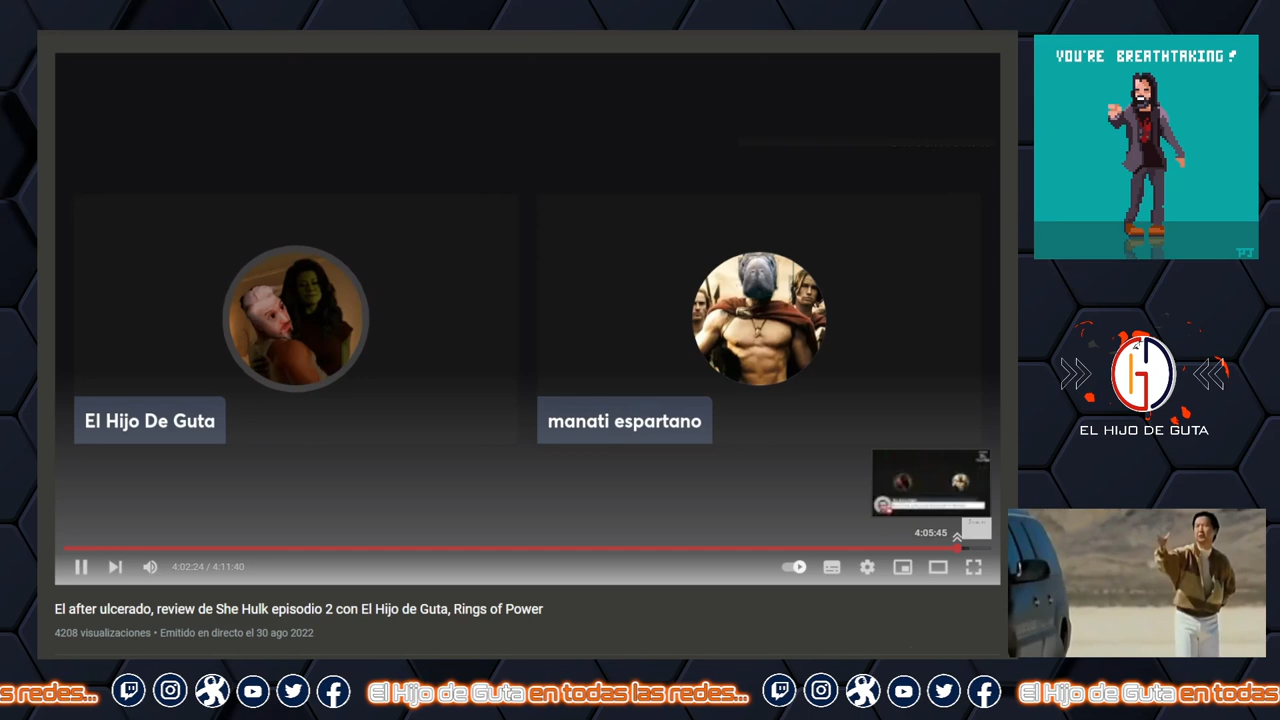 YOU'RE BREATHTAKING!
PJ
El Hijo De Guta
manati espartano
EL HIJO DE GUTA
4:05:45
4:02:24 / 4:11:40
El after ulcerado, review de She Hulk episodio 2 con El Hijo de Guta, Rings of Power
4208 visualizaciones • Emitido en directo el 30 ago 2022
s redes... El Hijo de Guta en todas las redes... El Hijo de Guta en todas